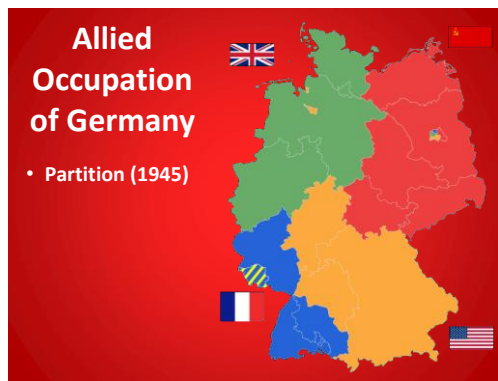 Allied
Occupation
of Germany
• Partition (1945)